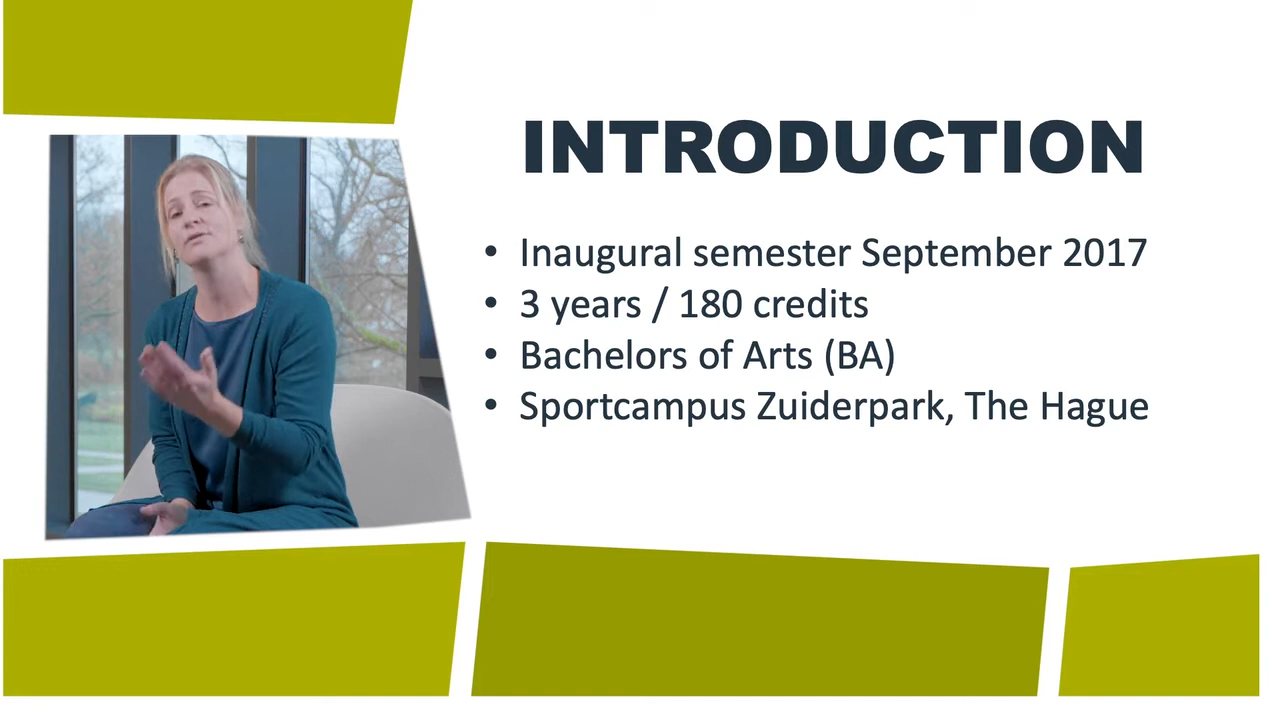 INTRODUCTION
• Inaugural semester September 2017
• 3 years / 180 credits
• Bachelors of Arts (BA)
• Sportcampus Zuiderpark, The Hague